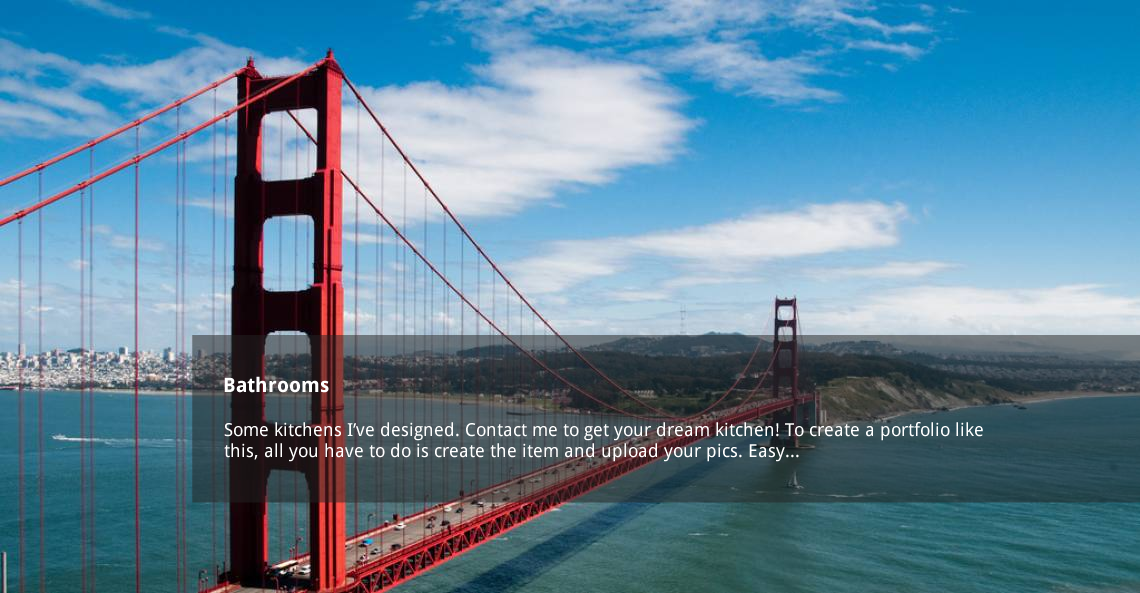 Bathrooms
Some kitchens I’ve designed. Contact me to get your dream kitchen! To create a portfolio like
this, all you have to do is create the item and upload your pics. Easy...